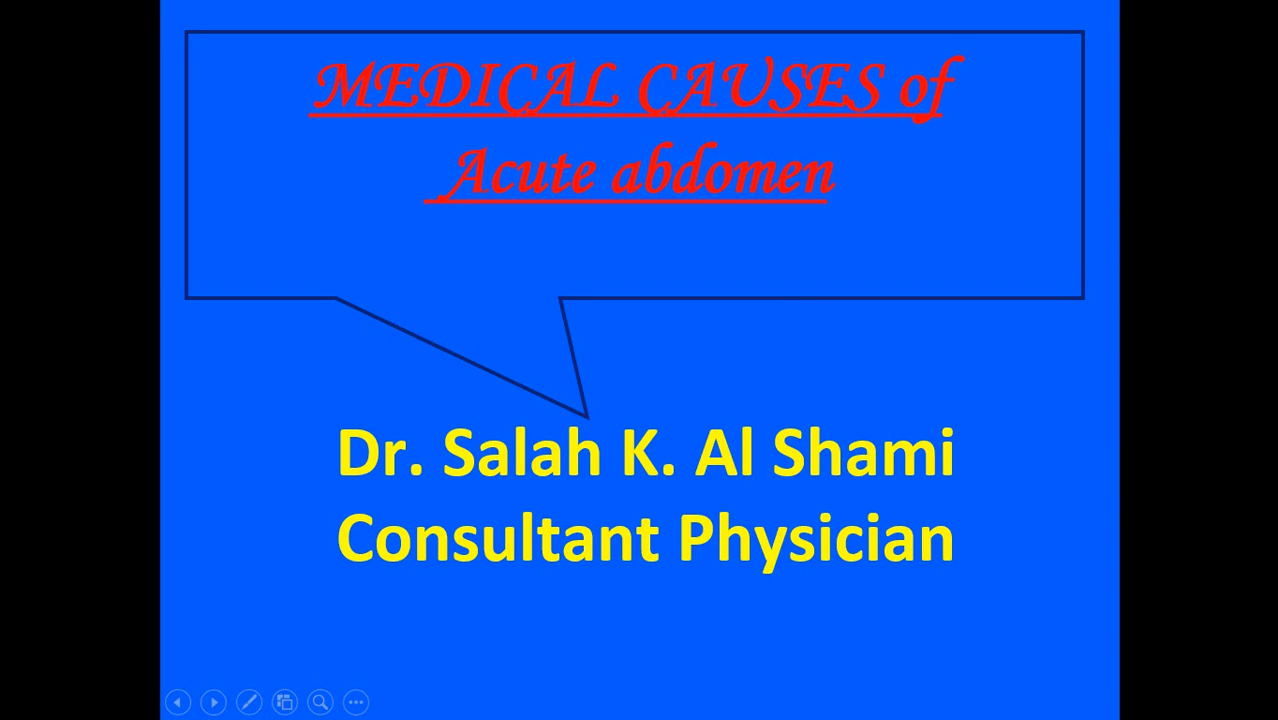 MEDICAL CAUSES of
Acute abdomen
Dr. Salah K. Al Shami
Consultant Physician